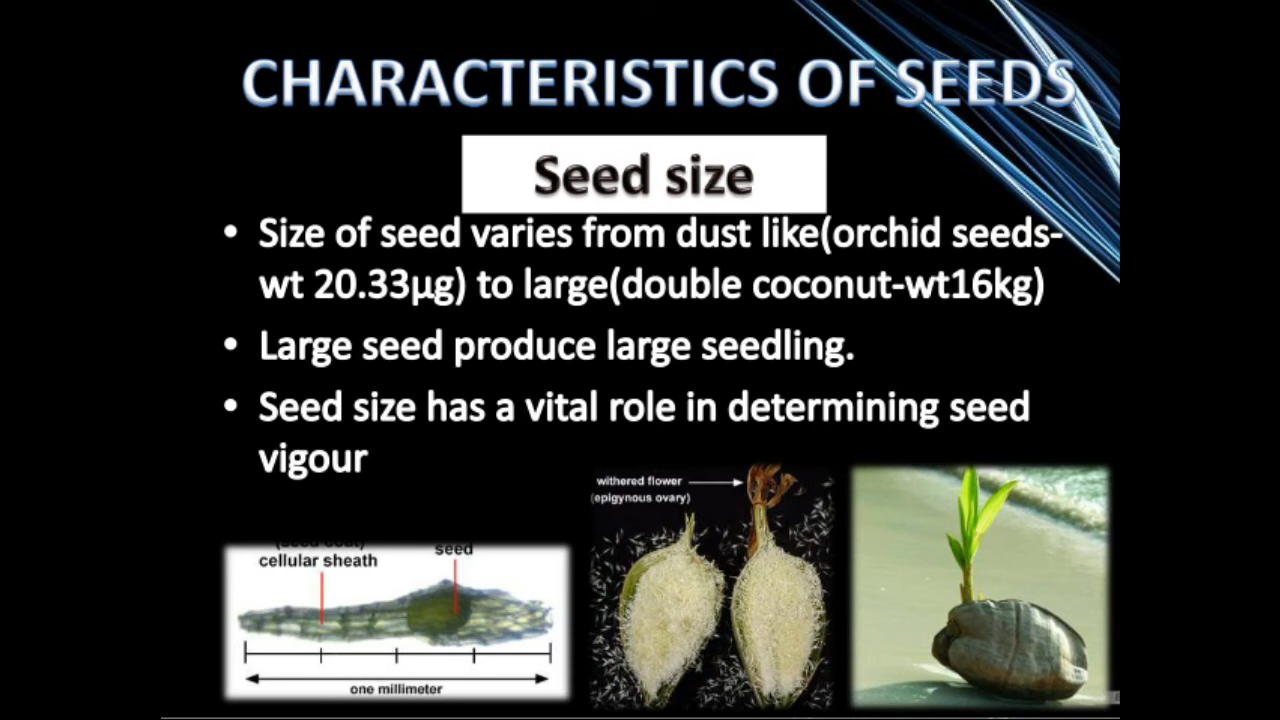 CHARACTERISTICS OF SEEDS
Seed size
• Size of seed varies from dust like(orchid seeds-
wt 20.33µg) to large(double coconut-wt16kg)
• Large seed produce large seedling.
• Seed size has a vital role in determining seed
vigour
withered flower
(epigynous ovary)
(seed coat)
cellular sheath
seed
one millimeter